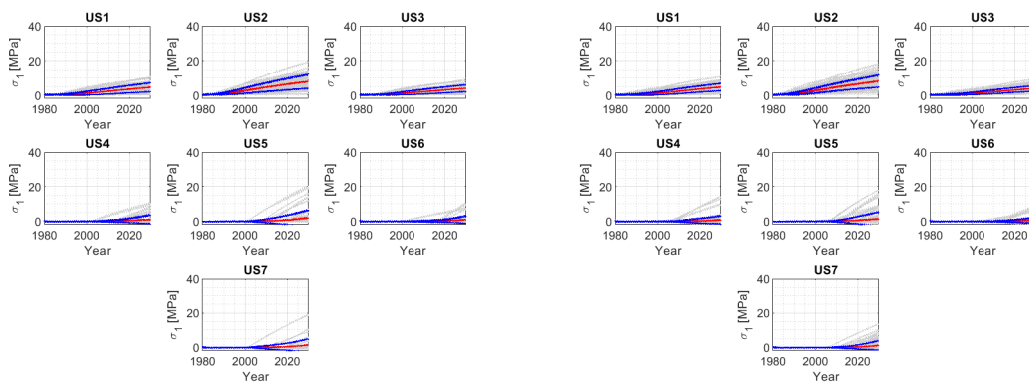 US1 US2 US3 US1 US2 US3
40 40 40 40 40 40
σ1 [MPa] σ1 [MPa] σ1 [MPa] σ1 [MPa] σ1 [MPa] σ1 [MPa]
20 20 20 20 20 20
0 0 0 0 0 0
1980 2000 2020 1980 2000 2020 1980 2000 2020 1980 2000 2020 1980 2000 2020 1980 2000 2020
Year Year Year Year Year Year
US4 US5 US6 US4 US5 US6
40 40 40 40 40 40
σ1 [MPa] σ1 [MPa] σ1 [MPa] σ1 [MPa] σ1 [MPa] σ1 [MPa]
20 20 20 20 20 20
0 0 0 0 0 0
1980 2000 2020 1980 2000 2020 1980 2000 2020 1980 2000 2020 1980 2000 2020 1980 2000 2020
Year Year Year Year Year Year
US7 US7
40 40
σ1 [MPa] σ1 [MPa]
20 20
0 0
1980 2000 2020 1980 2000 2020
Year Year